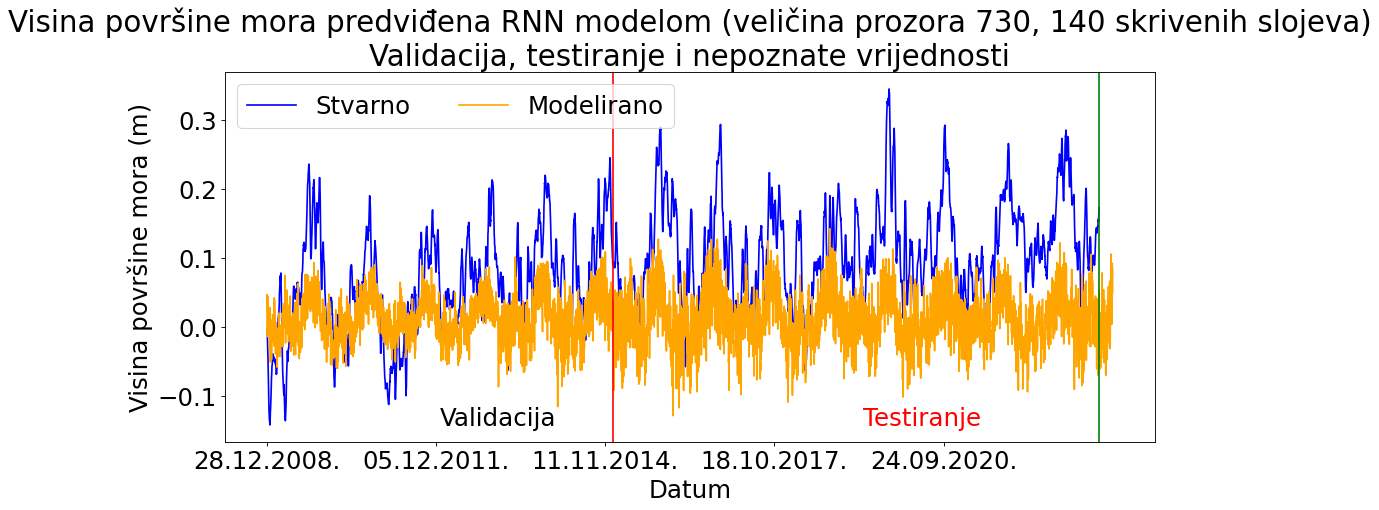 Visina površine mora predviđena RNN modelom (veličina prozora 730, 140 skrivenih slojeva)
Validacija, testiranje i nepoznate vrijednosti
Stvarno Modelirano
Visina površine mora (m)
0.3
0.2
0.1
0.0
−0.1
Validacija Testiranje
28.12.2008. 05.12.2011. 11.11.2014. 18.10.2017. 24.09.2020.
Datum